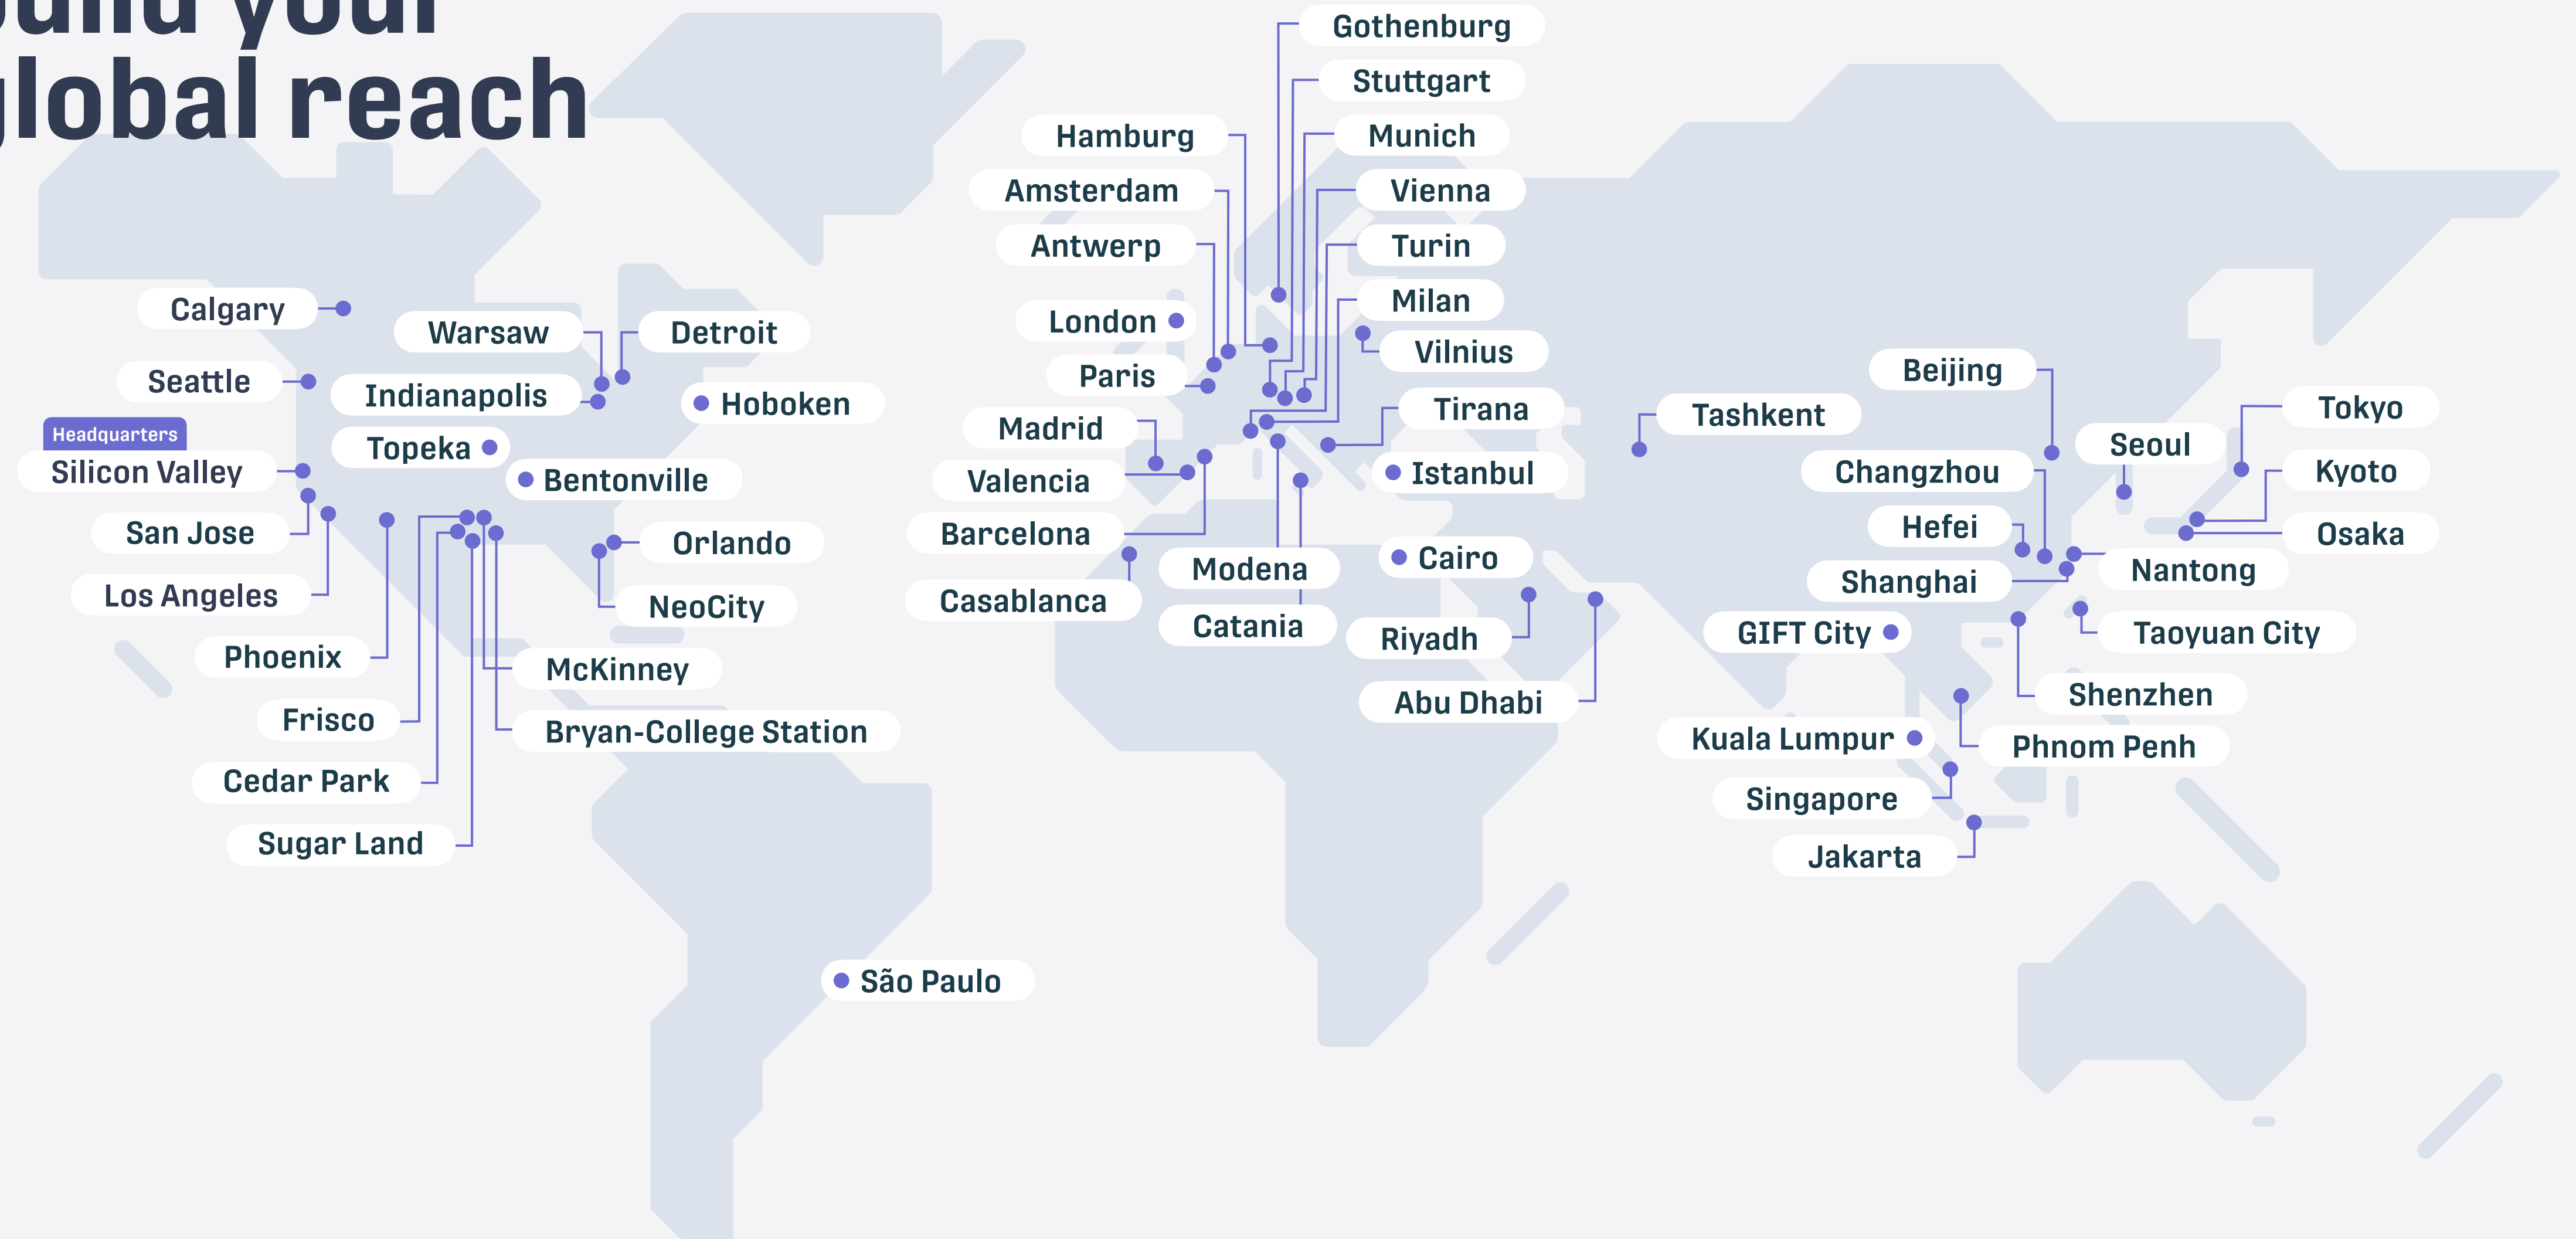 build your
global reach
Calgary
Seattle
Headquarters
Silicon Valley
San Jose
Los Angeles
Phoenix
Frisco
Cedar Park
Sugar Land
Warsaw
Detroit
Indianapolis
Hoboken
Topeka
Bentonville
Orlando
NeoCity
McKinney
Bryan-College Station
São Paulo
Gothenburg
Stuttgart
Hamburg
Munich
Amsterdam
Vienna
Antwerp
Turin
Milan
London
Vilnius
Paris
Tirana
Madrid
Istanbul
Valencia
Barcelona
Modena
Cairo
Casablanca
Catania
Riyadh
Abu Dhabi
Tashkent
Beijing
Seoul
Tokyo
Changzhou
Kyoto
Hefei
Osaka
Shanghai
Nantong
GIFT City
Taoyuan City
Shenzhen
Kuala Lumpur
Phnom Penh
Singapore
Jakarta